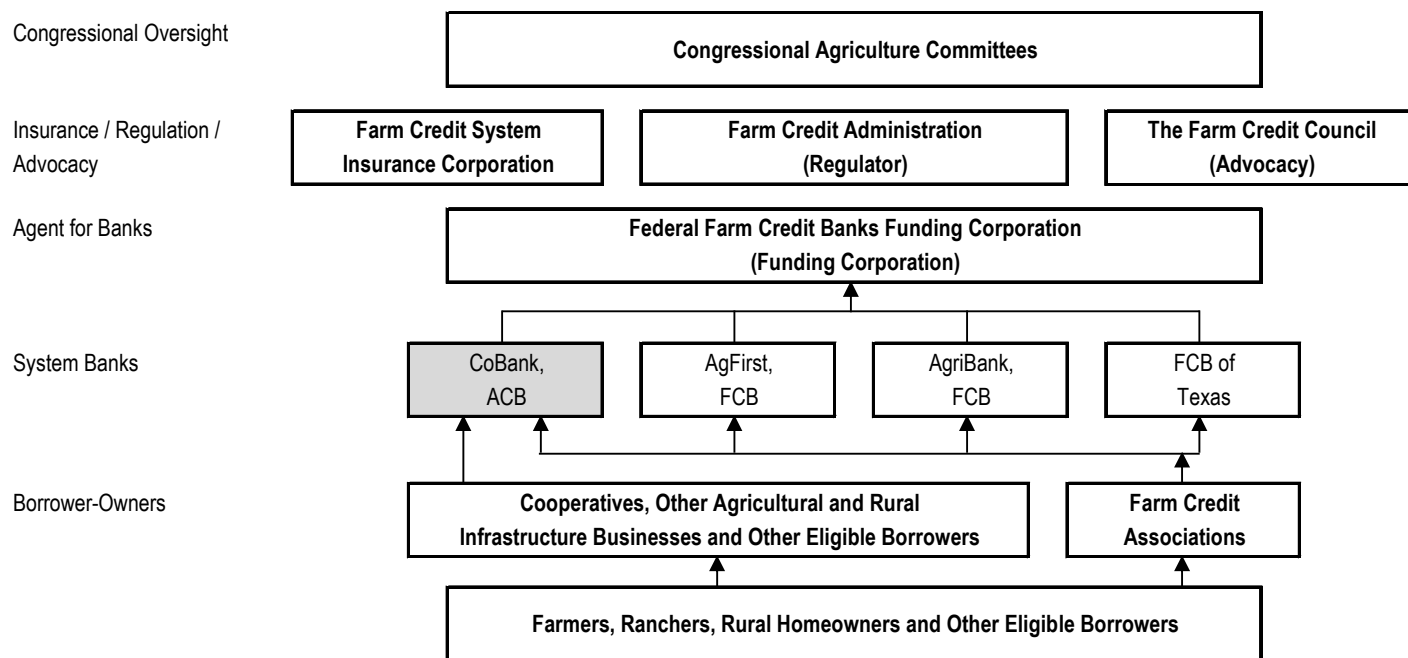 Congressional Oversight
Congressional Agriculture Committees
Insurance / Regulation /
Advocacy
Farm Credit System
Insurance Corporation
Farm Credit Administration
(Regulator)
The Farm Credit Council
(Advocacy)
Agent for Banks
Federal Farm Credit Banks Funding Corporation
(Funding Corporation)
System Banks
CoBank,
ACB
AgFirst,
FCB
AgriBank,
FCB
FCB of
Texas
Borrower-Owners
Cooperatives, Other Agricultural and Rural
Infrastructure Businesses and Other Eligible Borrowers
Farm Credit
Associations
Farmers, Ranchers, Rural Homeowners and Other Eligible Borrowers